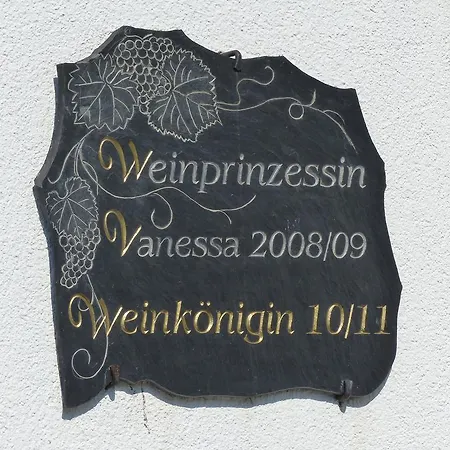 Weinprinzessin
Vanessa 2008/09
Weinkönigin 10/11